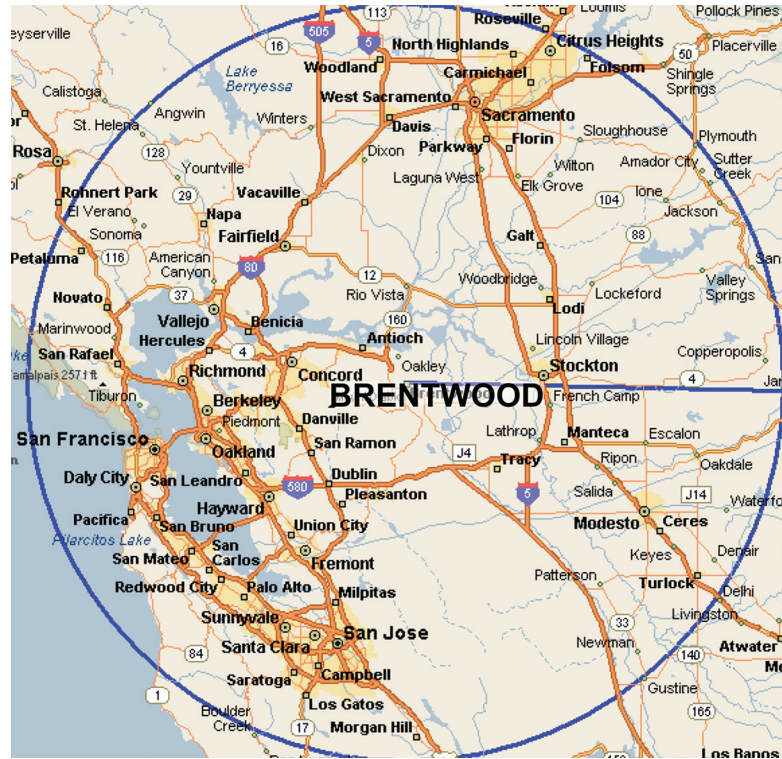 113
Loomis
Pollock Pines
Roseville
eyserville
505
5
Citrus Heights
Placerville
16
North Highlands
50
Woodland
Folsom
Lake
Berryessa
Carmichael
Shingle
Springs
Calistoga
West Sacramento
Sacramento
Angwin
Winters
Davis
St. Helena
Parkway
Florin
Sloughhouse
Plymouth
Rosa
128
Dixon
Amador City
Sutter
Creek
Yountville
Laguna West
Wilton
Rohnert Park
29
Vacaville
Elk Grove
Ione
104
Jackson
El Verano
Napa
Sonoma
Fairfield
Galt
88
Petaluma
116
American
Canyon
80
San
12
Woodbridge
Valley
Springs
37
Rio Vista
Lockeford
Novato
Lodi
Vallejo
Benicia
160
Marinwood
Hercules
Antioch
Lincoln Village
4
Copperopolis
San Rafael
Oakley
Stockton
Richmond
Concord
4
Tamalpais 2571 ft.
Tiburon
BRENTWOOD
Berkeley
French Camp
Piedmont
Danville
Lathrop
San Francisco
Oakland
San Ramon
Manteca
Escalon
J4
Daly City
San Leandro
Dublin
Tracy
Ripon
Oakdale
580
5
Salida
J14
Hayward
Pleasanton
Pacifica
San Bruno
Union City
Modesto
Ceres
Pilarcitos Lake
San Mateo
San
Carlos
Fremont
Keyes
Denair
Redwood City
Palo Alto
Milpitas
Patterson
Turlock
Delhi
Sunnyvale
33
Livingston
San Jose
Newman
Atwater
84
Santa Clara
140
Saratoga
Campbell
Gustine
1
Los Gatos
165
Boulder
Creek
17
Morgan Hill
Los Banos